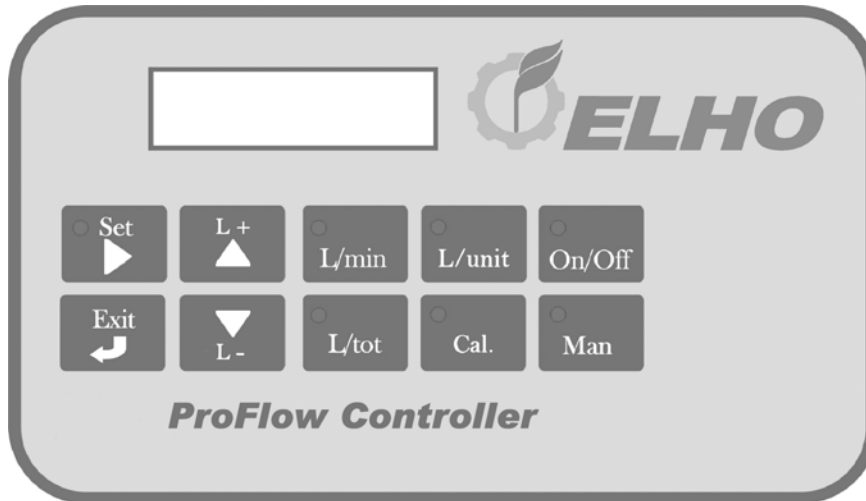 ELHO
Set
L +
L/min
L/unit
On/Off
Exit
L -
L/tot
Cal.
Man
ProFlow Controller